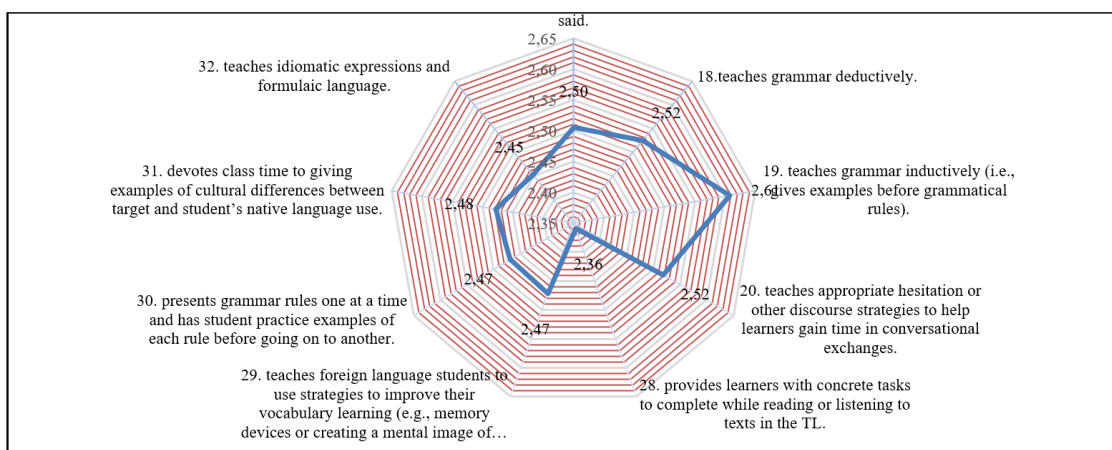 said.
2,65
2,60
2,55
2,50
2,45
2,40
2,35
2,50
2,52
2,61
2,52
2,36
2,47
2,47
2,48
2,45
18.teaches grammar deductively.
19. teaches grammar inductively (i.e.,
gives examples before grammatical
rules).
20. teaches appropriate hesitation or
other discourse strategies to help
learners gain time in conversational
exchanges.
28. provides learners with concrete tasks
to complete while reading or listening to
texts in the TL.
29. teaches foreign language students to
use strategies to improve their
vocabulary learning (e.g., memory
devices or creating a mental image of…
30. presents grammar rules one at a time
and has student practice examples of
each rule before going on to another.
31. devotes class time to giving
examples of cultural differences between
target and student’s native language use.
32. teaches idiomatic expressions and
formulaic language.